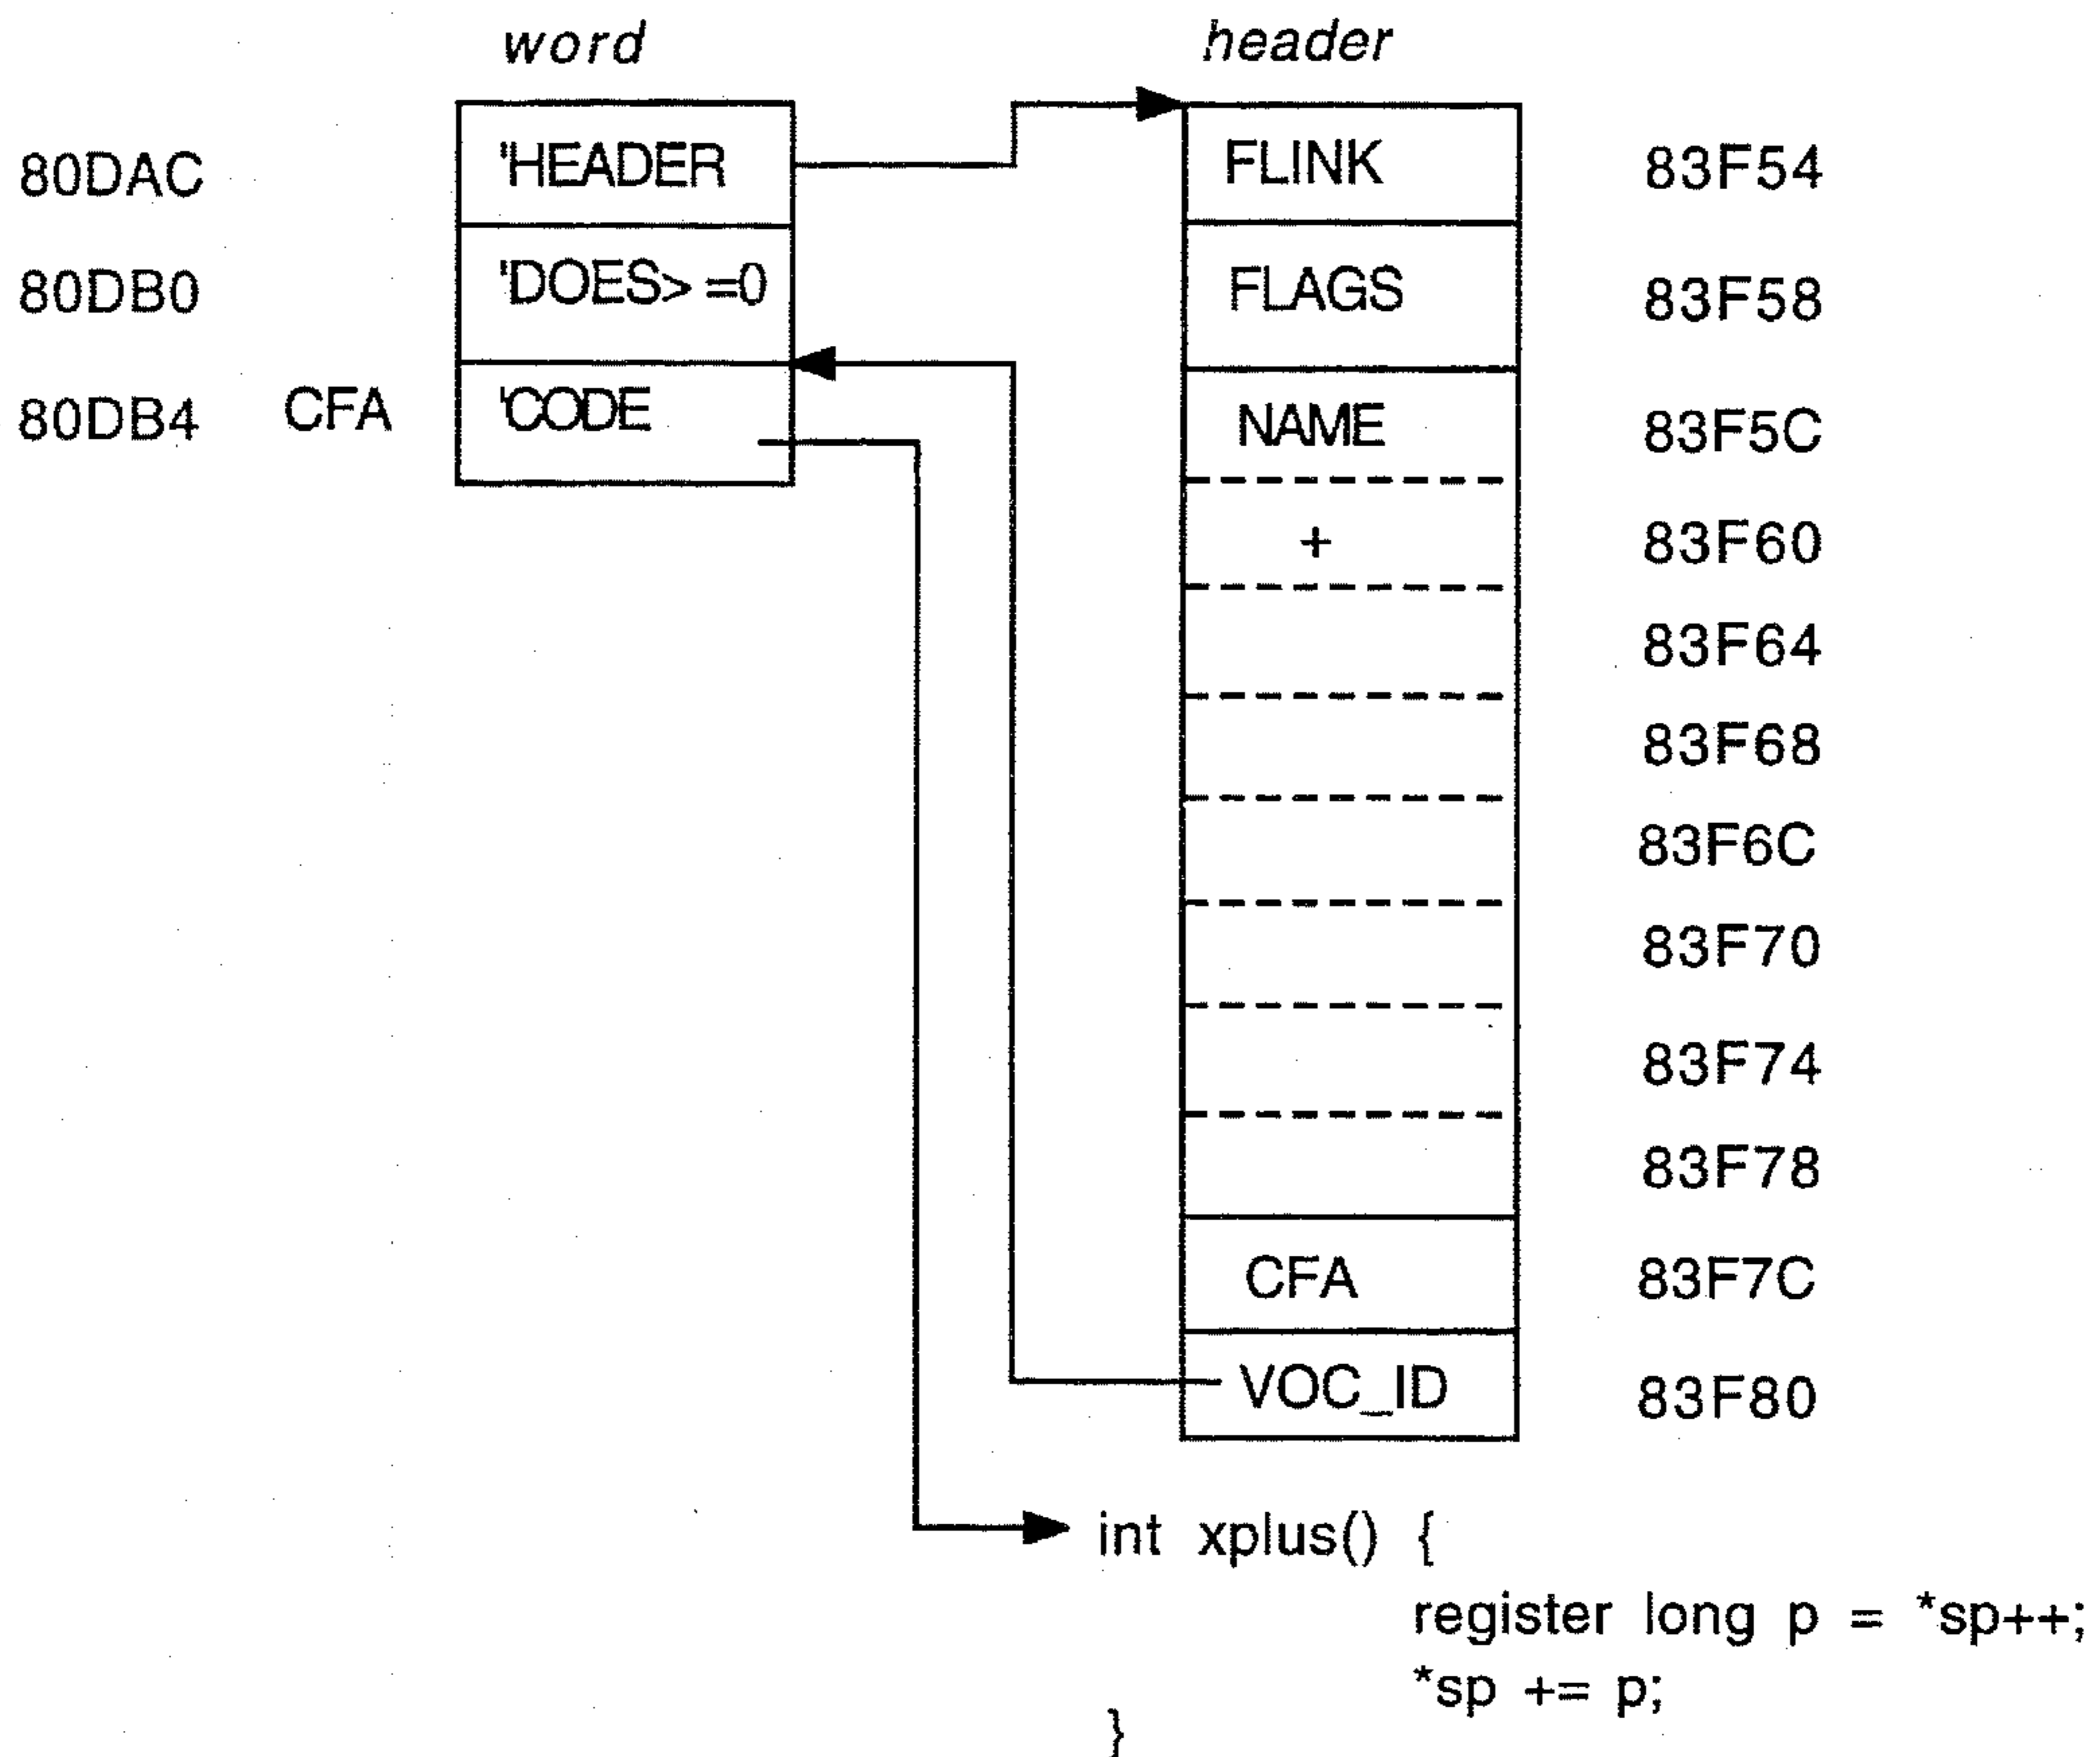 word header
80DAC 'HEADER FLINK 83F54
80DB0 'DOES> =0 FLAGS 83F58
80DB4 CFA 'CODE NAME 83F5C
+ 83F60
83F64
83F68
83F6C
83F70
83F74
83F78
CFA 83F7C
VOC_ID 83F80
int xplus() {
register long p = *sp++;
*sp += p;
}